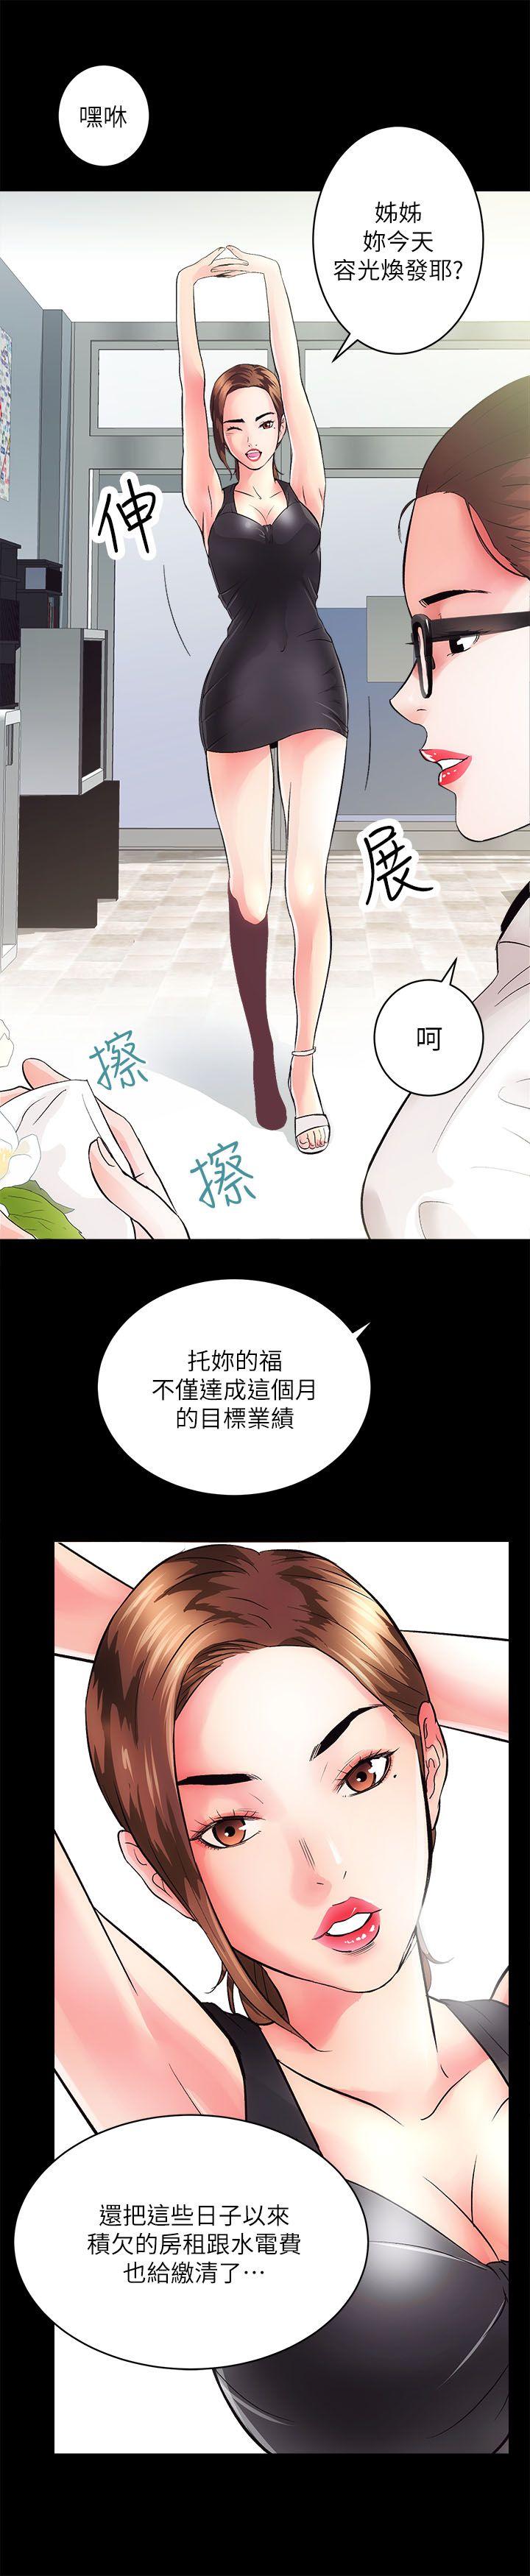 嘿咻
姊姊
妳今天
容光煥發耶?
伸
展
呵
擦
擦
托妳的福
不僅達成這個月
的目標業績
還把這些日子以來
積欠的房租跟水電費
也給繳清了…